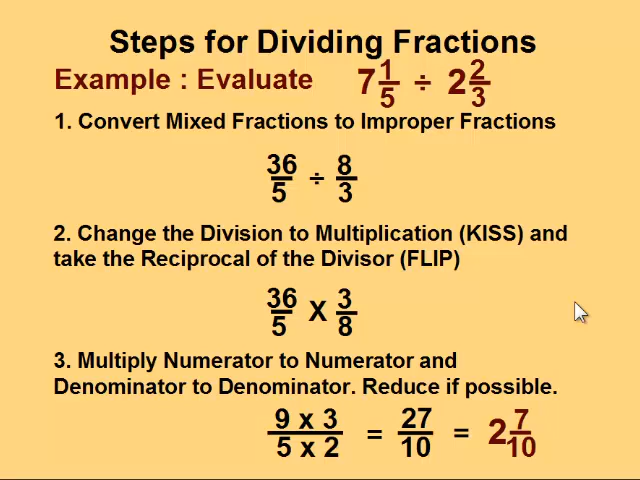 Steps for Dividing Fractions
Example : Evaluate 7 1/5 ÷ 2 2/3
1. Convert Mixed Fractions to Improper Fractions
36/5 ÷ 8/3
2. Change the Division to Multiplication (KISS) and
take the Reciprocal of the Divisor (FLIP)
36/5 X 3/8
3. Multiply Numerator to Numerator and
Denominator to Denominator. Reduce if possible.
9 x 3/5 x 2 = 27/10 = 2 7/10